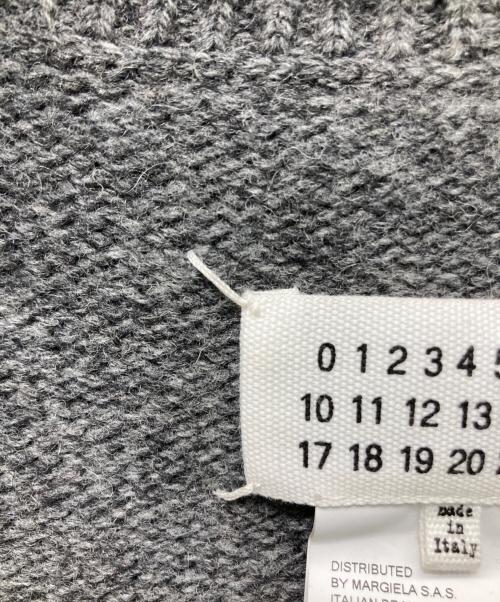 0 1 2 3 4
10 11 12 13
17 18 19 20
made
in
Italy
DISTRIBUTED
BY MARGIELA S.A.S.
ITALIAN